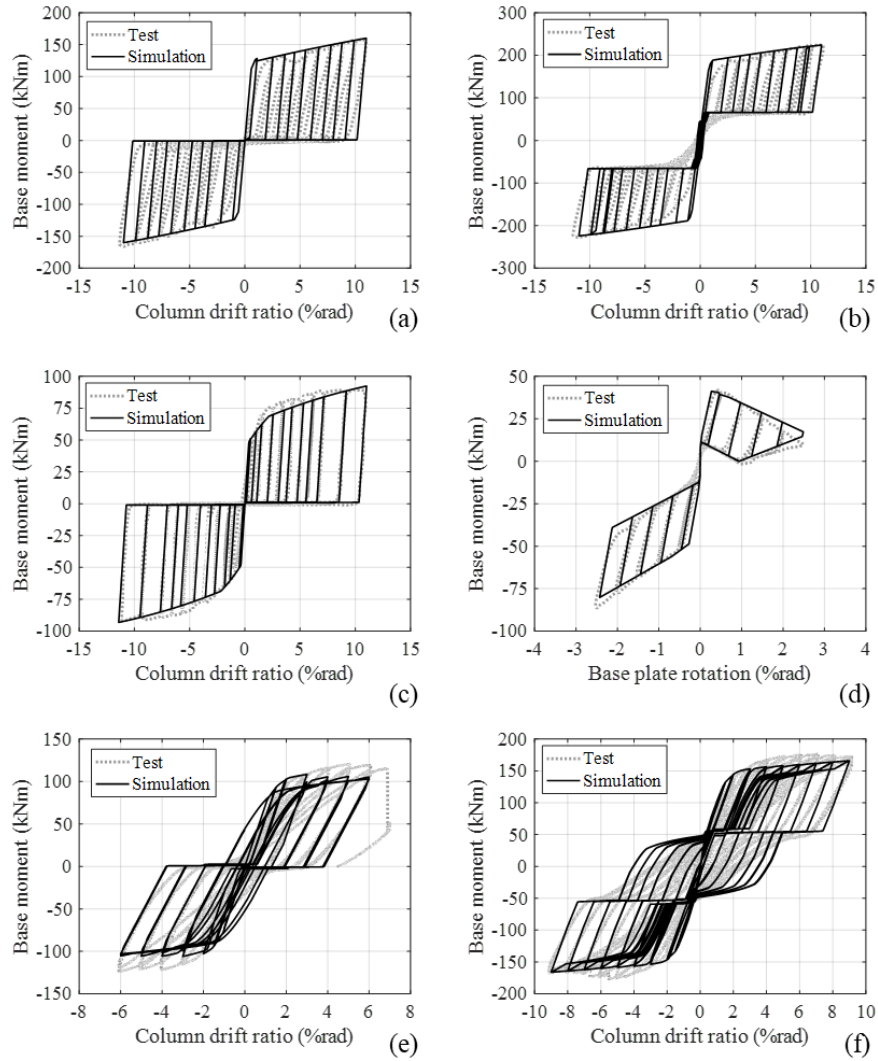 Test
Simulation
Base moment (kNm)
200
150
100
50
0
-50
-100
-150
-200
-15 -10 -5 0 5 10 15
Column drift ratio (%rad)
(a)
Test
Simulation
Base moment (kNm)
300
200
100
0
-100
-200
-300
-15 -10 -5 0 5 10 15
Column drift ratio (%rad)
(b)
Test
Simulation
Base moment (kNm)
100
75
50
25
0
-25
-50
-75
-100
-15 -10 -5 0 5 10 15
Column drift ratio (%rad)
(c)
Test
Simulation
Base moment (kNm)
50
25
0
-25
-50
-75
-100
-4 -3 -2 -1 0 1 2 3 4
Base plate rotation (%rad)
(d)
Test
Simulation
Base moment (kNm)
150
100
50
0
-50
-100
-150
-8 -6 -4 -2 0 2 4 6 8
Column drift ratio (%rad)
(e)
Test
Simulation
Base moment (kNm)
200
150
100
50
0
-50
-100
-150
-200
-10 -8 -6 -4 -2 0 2 4 6 8 10
Column drift ratio (%rad)
(f)